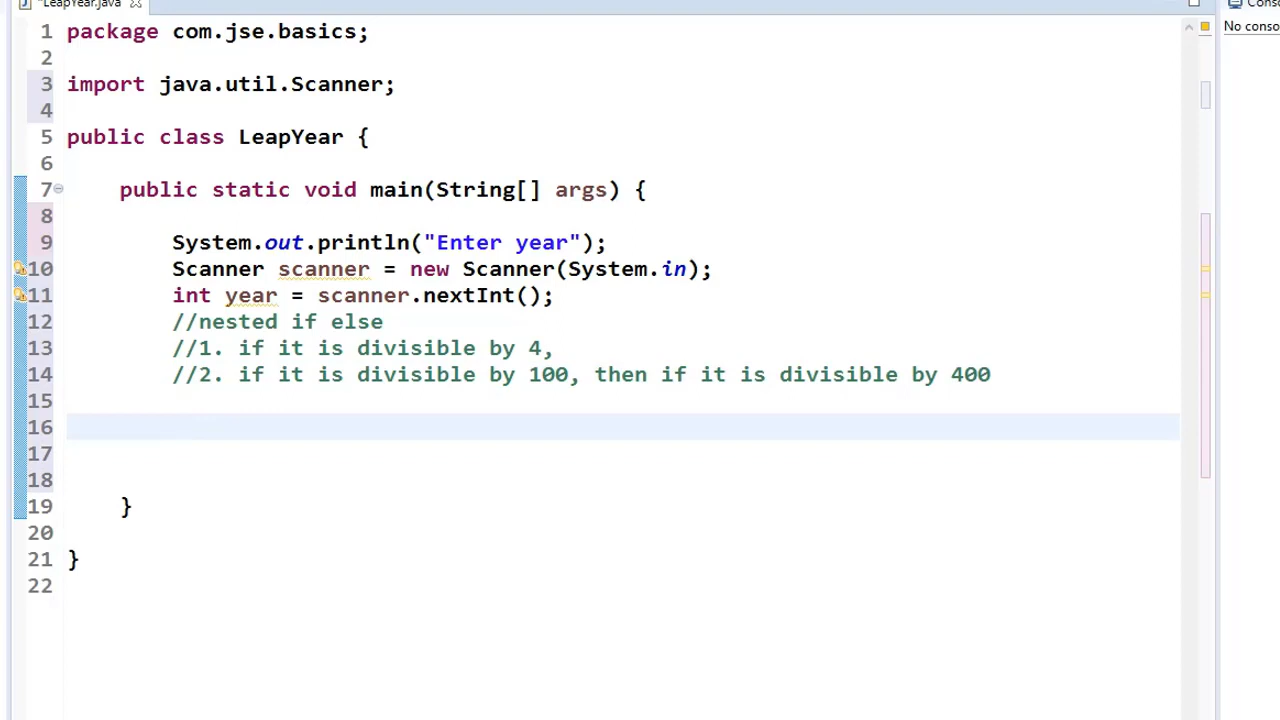 *LeapYear.java
1 package com.jse.basics;
2
3 import java.util.Scanner;
4
5 public class LeapYear {
6
7 public static void main(String[] args) {
8
9 System.out.println("Enter year");
10 Scanner scanner = new Scanner(System.in);
11 int year = scanner.nextInt();
12 //nested if else
13 //1. if it is divisible by 4,
14 //2. if it is divisible by 100, then if it is divisible by 400
15
16
17
18
19 }
20
21 }
22
No conso